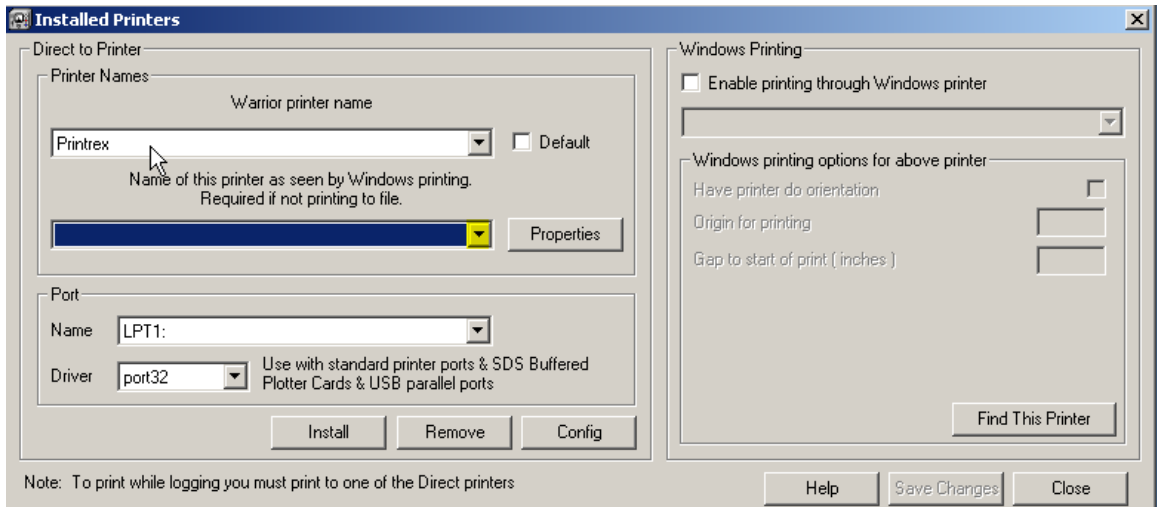 Installed Printers
Direct to Printer
Printer Names
Warrior printer name
Printrex
Default
Name of this printer as seen by Windows printing.
Required if not printing to file.
Properties
Port
Name
LPT1:
Driver
port32
Use with standard printer ports & SDS Buffered
Plotter Cards & USB parallel ports
Install
Remove
Config
Windows Printing
Enable printing through Windows printer
Windows printing options for above printer
Have printer do orientation
Origin for printing
Gap to start of print ( inches )
Find This Printer
Note: To print while logging you must print to one of the Direct printers
Help
Save Changes
Close